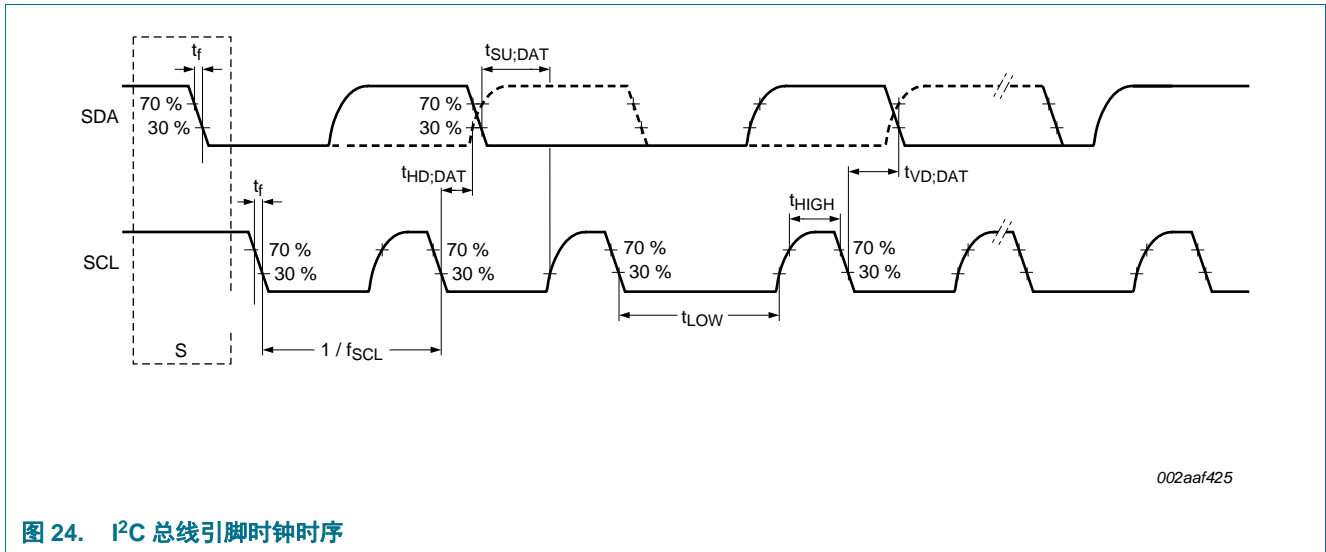 tf
tSU;DAT
SDA
70 %
30 %
70 %
30 %
tHD;DAT
tVD;DAT
tf
tHIGH
SCL
70 %
30 %
70 %
30 %
70 %
30 %
70 %
30 %
tLOW
S
1 / fSCL
002aaf425
图 24. I²C 总线引脚时钟时序